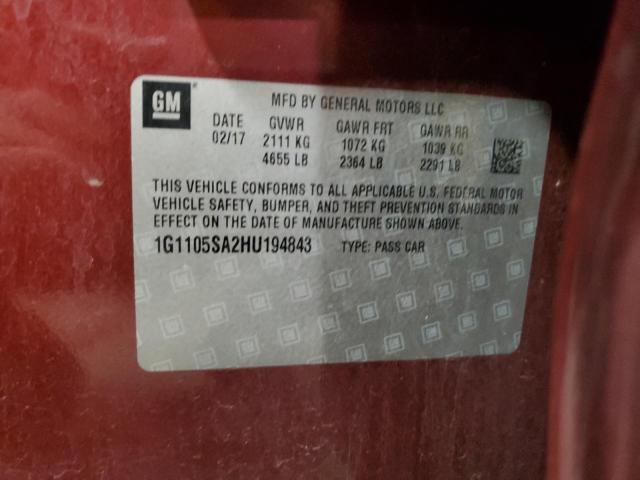 GM
MFD BY GENERAL MOTORS LLC
DATE GVWR GAWR FRT GAWR RR
02/17 2111 KG 1072 KG 1039 KG
4655 LB 2364 LB 2291 LB
THIS VEHICLE CONFORMS TO ALL APPLICABLE U.S. FEDERAL MOTOR
VEHICLE SAFETY, BUMPER, AND THEFT PREVENTION STANDARDS IN
EFFECT ON THE DATE OF MANUFACTURE SHOWN ABOVE.
1G1105SA2HU194843 TYPE: PASS CAR